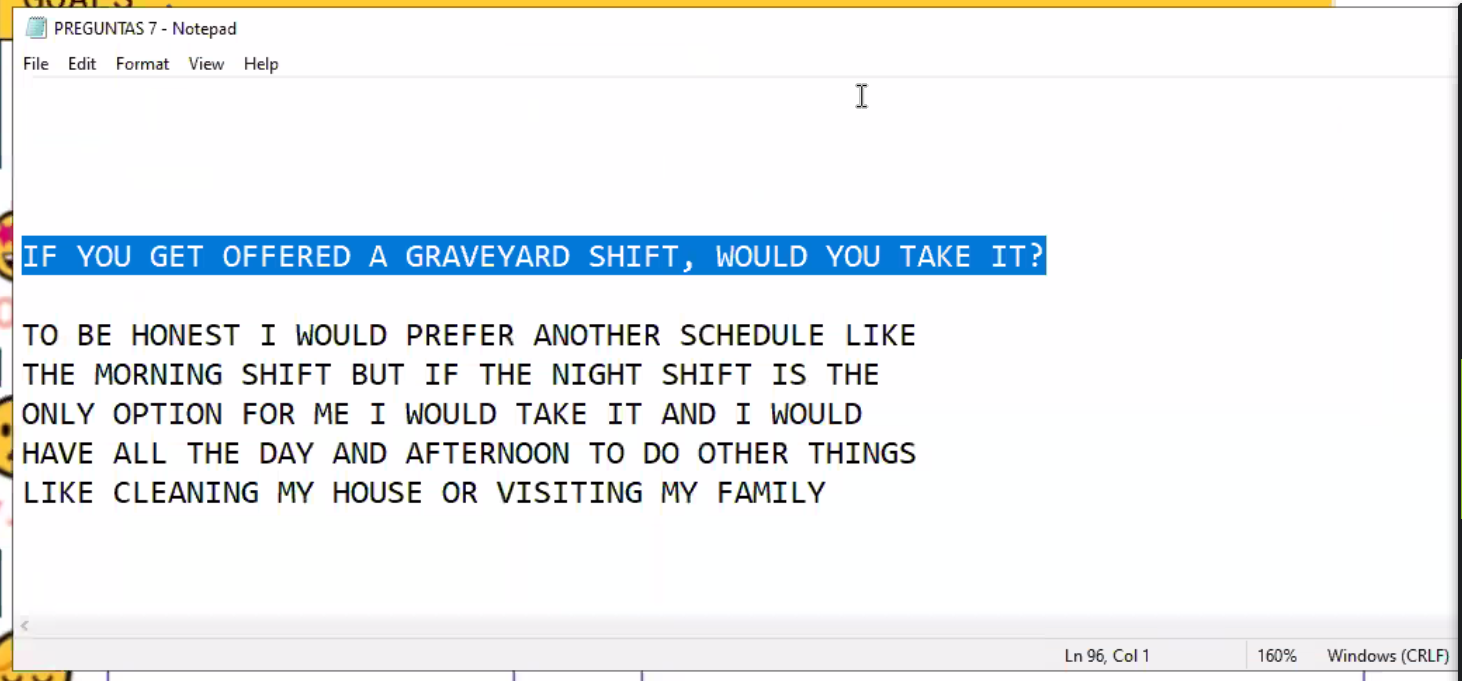 GOALS .
PREGUNTAS 7 - Notepad
File Edit Format View Help
IF YOU GET OFFERED A GRAVEYARD SHIFT, WOULD YOU TAKE IT?
TO BE HONEST I WOULD PREFER ANOTHER SCHEDULE LIKE
THE MORNING SHIFT BUT IF THE NIGHT SHIFT IS THE
ONLY OPTION FOR ME I WOULD TAKE IT AND I WOULD
HAVE ALL THE DAY AND AFTERNOON TO DO OTHER THINGS
LIKE CLEANING MY HOUSE OR VISITING MY FAMILY
Ln 96, Col 1 160% Windows (CRLF)